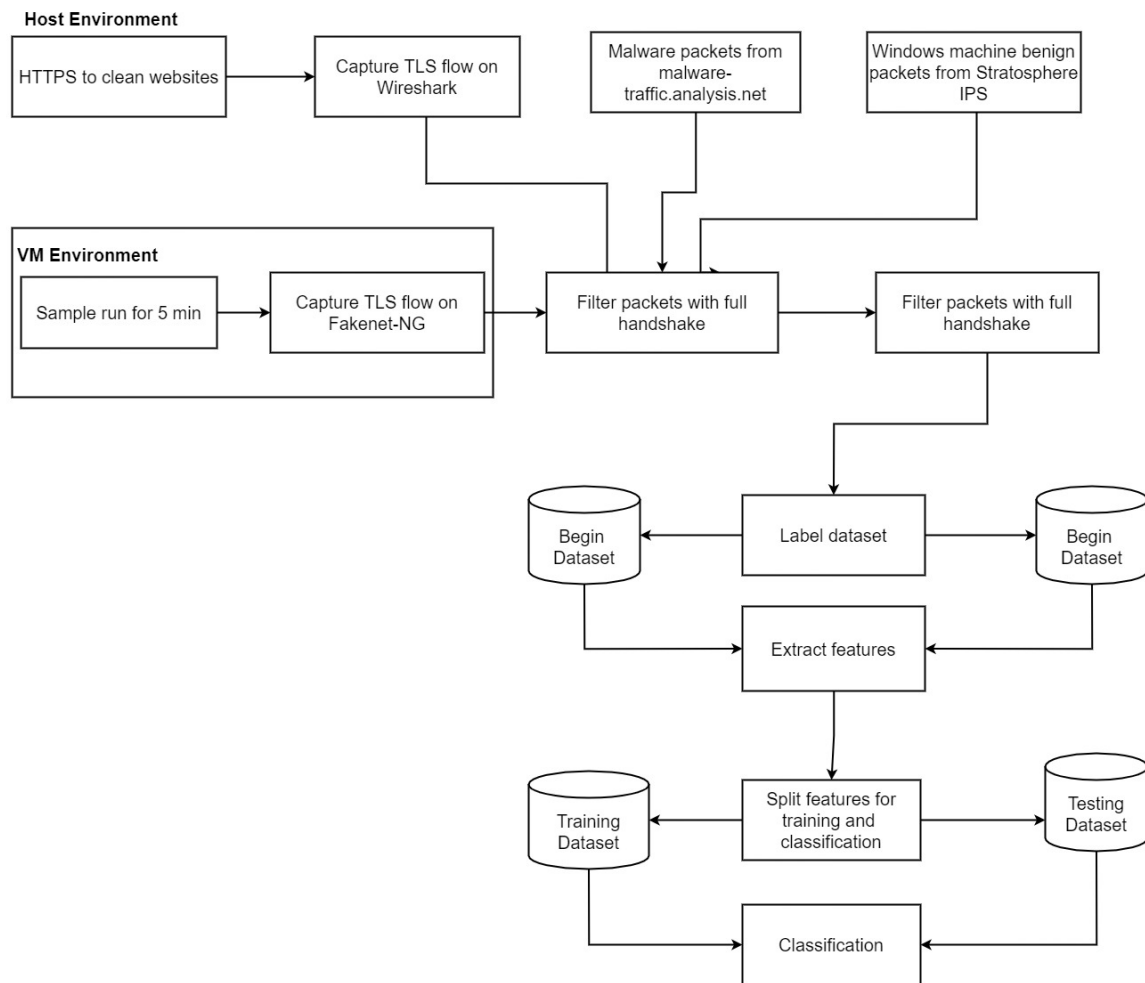 Host Environment
HTTPS to clean websites
Capture TLS flow on
Wireshark
Malware packets from
malware-
traffic.analysis.net
Windows machine benign
packets from Stratosphere
IPS
VM Environment
Sample run for 5 min
Capture TLS flow on
Fakenet-NG
Filter packets with full
handshake
Filter packets with full
handshake
Begin
Dataset
Label dataset
Begin
Dataset
Extract features
Training
Dataset
Split features for
training and
classification
Testing
Dataset
Classification